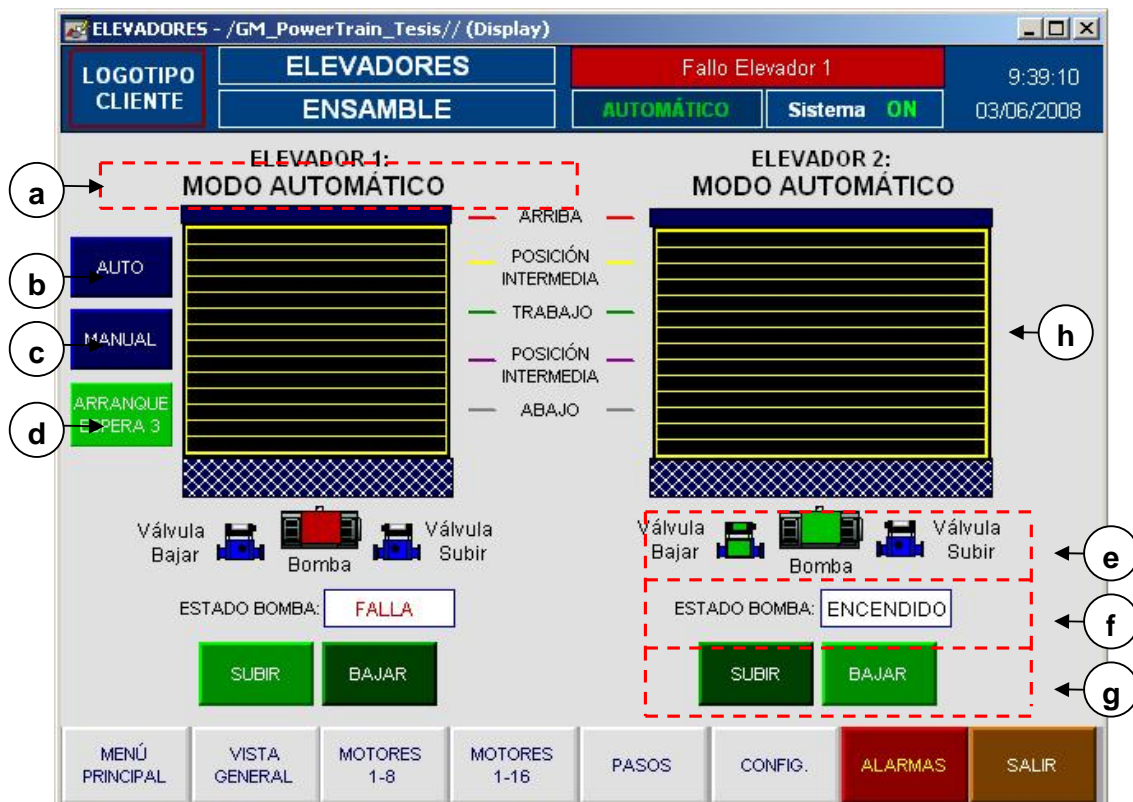 ELEVADORES - /GM_PowerTrain_Tesis// (Display)
LOGOTIPO
CLIENTE
ELEVADORES
ENSAMBLE
Fallo Elevador 1
AUTOMÁTICO
Sistema ON
9:39:10
03/06/2008
ELEVADOR 1:
MODO AUTOMÁTICO
ELEVADOR 2:
MODO AUTOMÁTICO
a
b
c
d
AUTO
MANUAL
ARRANQUE
ESPERA 3
ARRIBA
POSICIÓN
INTERMEDIA
TRABAJO
POSICIÓN
INTERMEDIA
ABAJO
h
Válvula
Bajar
Bomba
Válvula
Subir
Válvula
Bajar
Bomba
Válvula
Subir
e
ESTADO BOMBA: FALLA
ESTADO BOMBA: ENCENDIDO
f
SUBIR
BAJAR
SUBIR
BAJAR
g
MENÚ
PRINCIPAL
VISTA
GENERAL
MOTORES
1-8
MOTORES
1-16
PASOS
CONFIG.
ALARMAS
SALIR